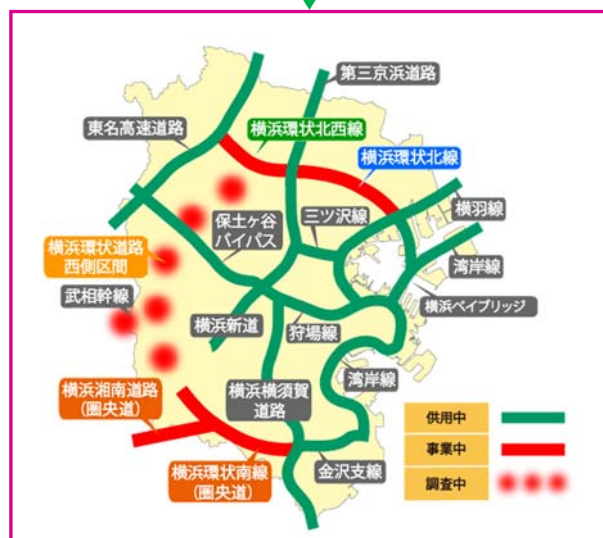 第三京浜道路
東名高速道路
横浜環状北西線
横浜環状北線
保土ヶ谷
バイパス
三ツ沢線
横羽線
横浜環状道路
西側区間
湾岸線
武相幹線
横浜新道
狩場線
横浜ベイブリッジ
湾岸線
横浜湘南道路
(圏央道)
横浜横須賀
道路
横浜環状南線
(圏央道)
金沢支線
供用中
事業中
調査中